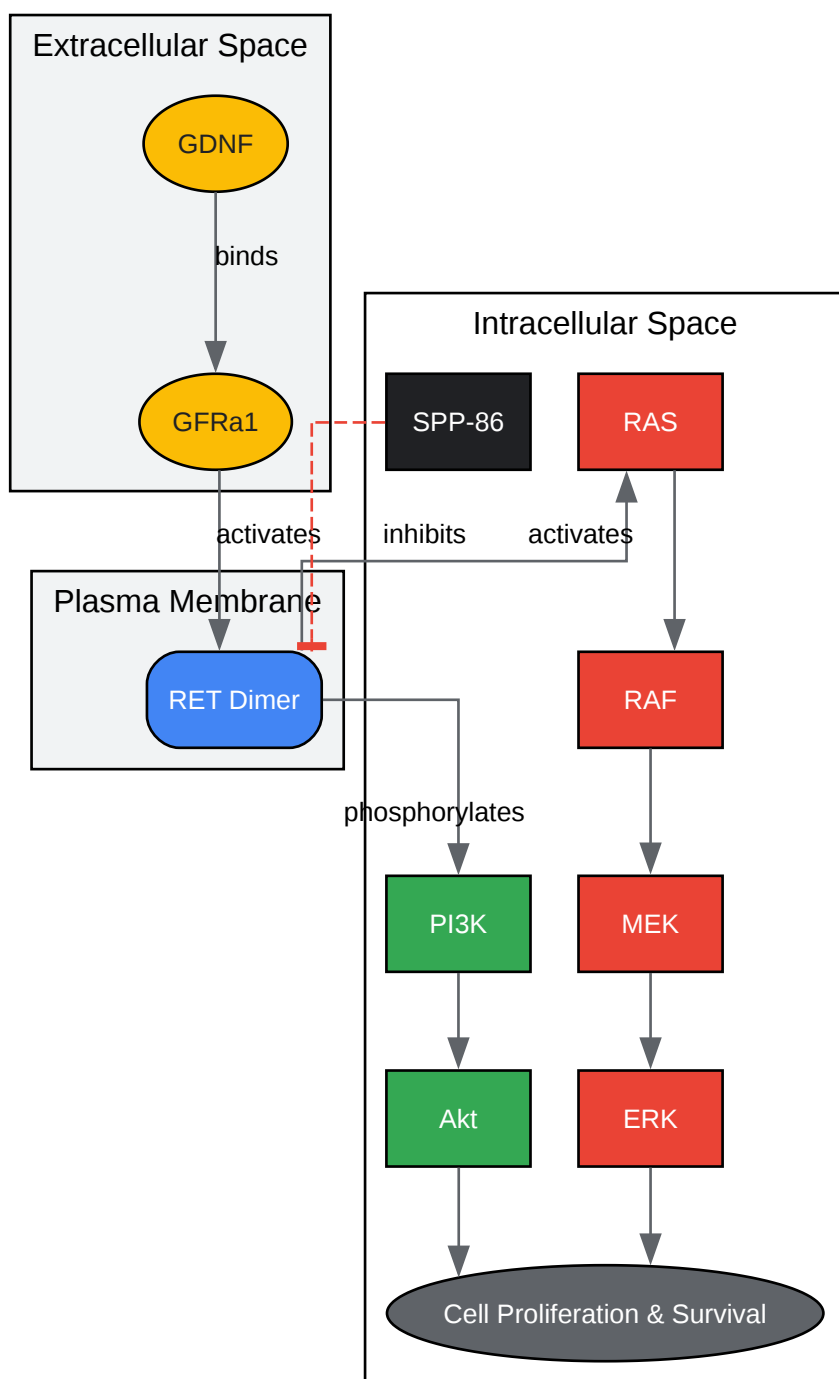 Extracellular Space
GDNF
binds
Intracellular Space
GFRa1
SPP-86
RAS
activates
inhibits
activates
Plasma Membrane
RET Dimer
RAF
phosphorylates
PI3K
MEK
Akt
ERK
Cell Proliferation & Survival